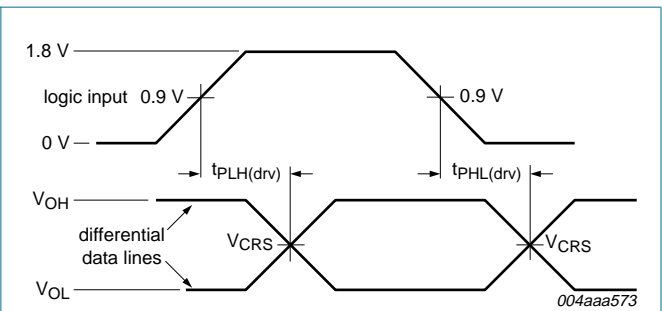 1.8 V
logic input 0.9 V
0.9 V
0 V
tPLH(drv)
tPHL(drv)
VOH
differential
data lines
VCRS
VCRS
VOL
004aaa573